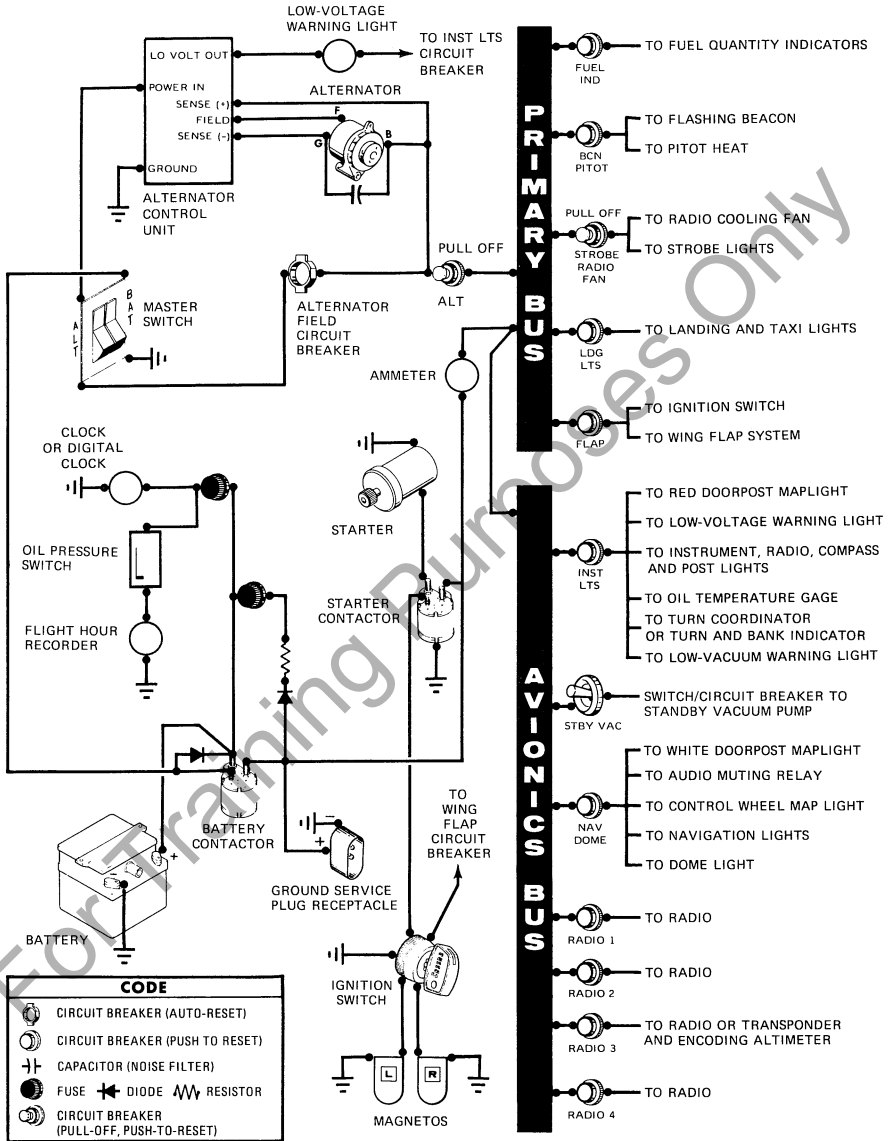 LOW-VOLTAGE
WARNING LIGHT
TO INST LTS
CIRCUIT
BREAKER
LO VOLT OUT
POWER IN
SENSE (+)
FIELD
SENSE (-)
GROUND
ALTERNATOR
F
G
B
ALTERNATOR
CONTROL
UNIT
BAT
ALT
MASTER
SWITCH
ALTERNATOR
FIELD
CIRCUIT
BREAKER
PULL OFF
ALT
AMMETER
CLOCK
OR DIGITAL
CLOCK
OIL PRESSURE
SWITCH
FLIGHT HOUR
RECORDER
STARTER
STARTER
CONTACTOR
BATTERY
CONTACTOR
+
BATTERY
-
+
GROUND SERVICE
PLUG RECEPTACLE
TO
WING
FLAP
CIRCUIT
BREAKER
IGNITION
SWITCH
L
R
MAGNETOS
PRIMARY BUS
FUEL
IND
TO FUEL QUANTITY INDICATORS
BCN
PITOT
TO FLASHING BEACON
TO PITOT HEAT
PULL OFF
STROBE
RADIO
FAN
TO RADIO COOLING FAN
TO STROBE LIGHTS
LDG
LTS
TO LANDING AND TAXI LIGHTS
FLAP
TO IGNITION SWITCH
TO WING FLAP SYSTEM
AVIONICS BUS
INST
LTS
TO RED DOORPOST MAPLIGHT
TO LOW-VOLTAGE WARNING LIGHT
TO INSTRUMENT, RADIO, COMPASS
AND POST LIGHTS
TO OIL TEMPERATURE GAGE
TO TURN COORDINATOR
OR TURN AND BANK INDICATOR
TO LOW-VACUUM WARNING LIGHT
STBY VAC
SWITCH/CIRCUIT BREAKER TO
STANDBY VACUUM PUMP
NAV
DOME
TO WHITE DOORPOST MAPLIGHT
TO AUDIO MUTING RELAY
TO CONTROL WHEEL MAP LIGHT
TO NAVIGATION LIGHTS
TO DOME LIGHT
RADIO 1
TO RADIO
RADIO 2
TO RADIO
RADIO 3
TO RADIO OR TRANSPONDER
AND ENCODING ALTIMETER
RADIO 4
TO RADIO
CODE
CIRCUIT BREAKER (AUTO-RESET)
CIRCUIT BREAKER (PUSH TO RESET)
CAPACITOR (NOISE FILTER)
FUSE DIODE RESISTOR
CIRCUIT BREAKER
(PULL-OFF, PUSH-TO-RESET)
For Training Purposes Only